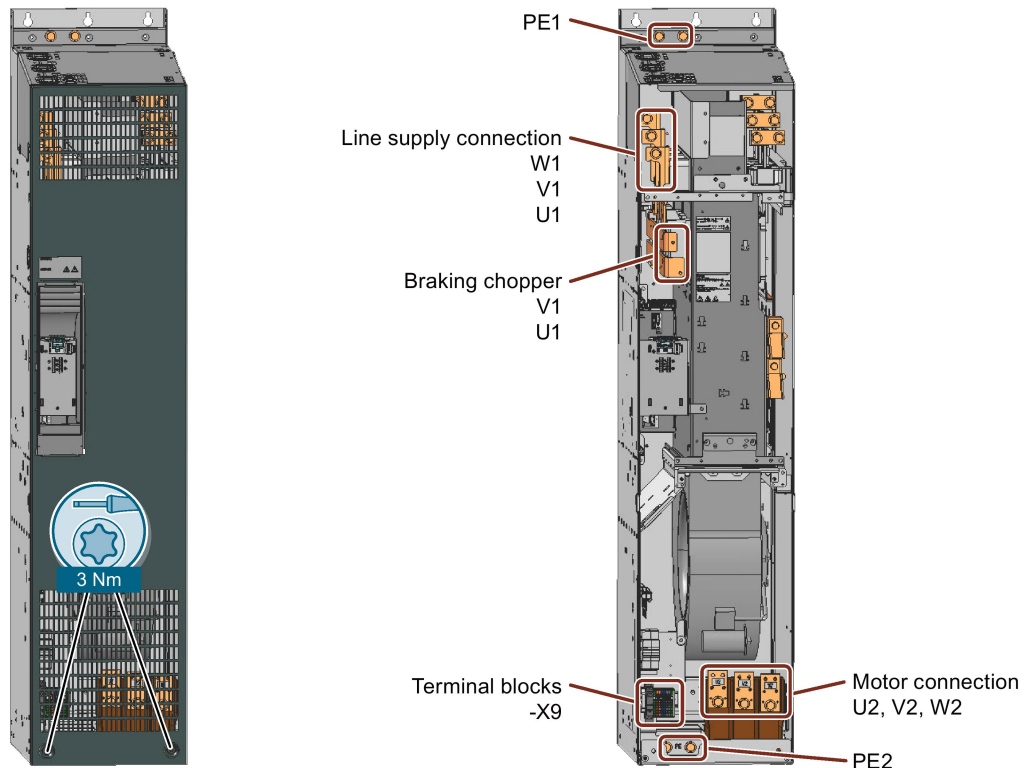 PE1
Line supply connection
W1
V1
U1
Braking chopper
V1
U1
3 Nm
Terminal blocks
-X9
Motor connection
U2, V2, W2
PE
PE2